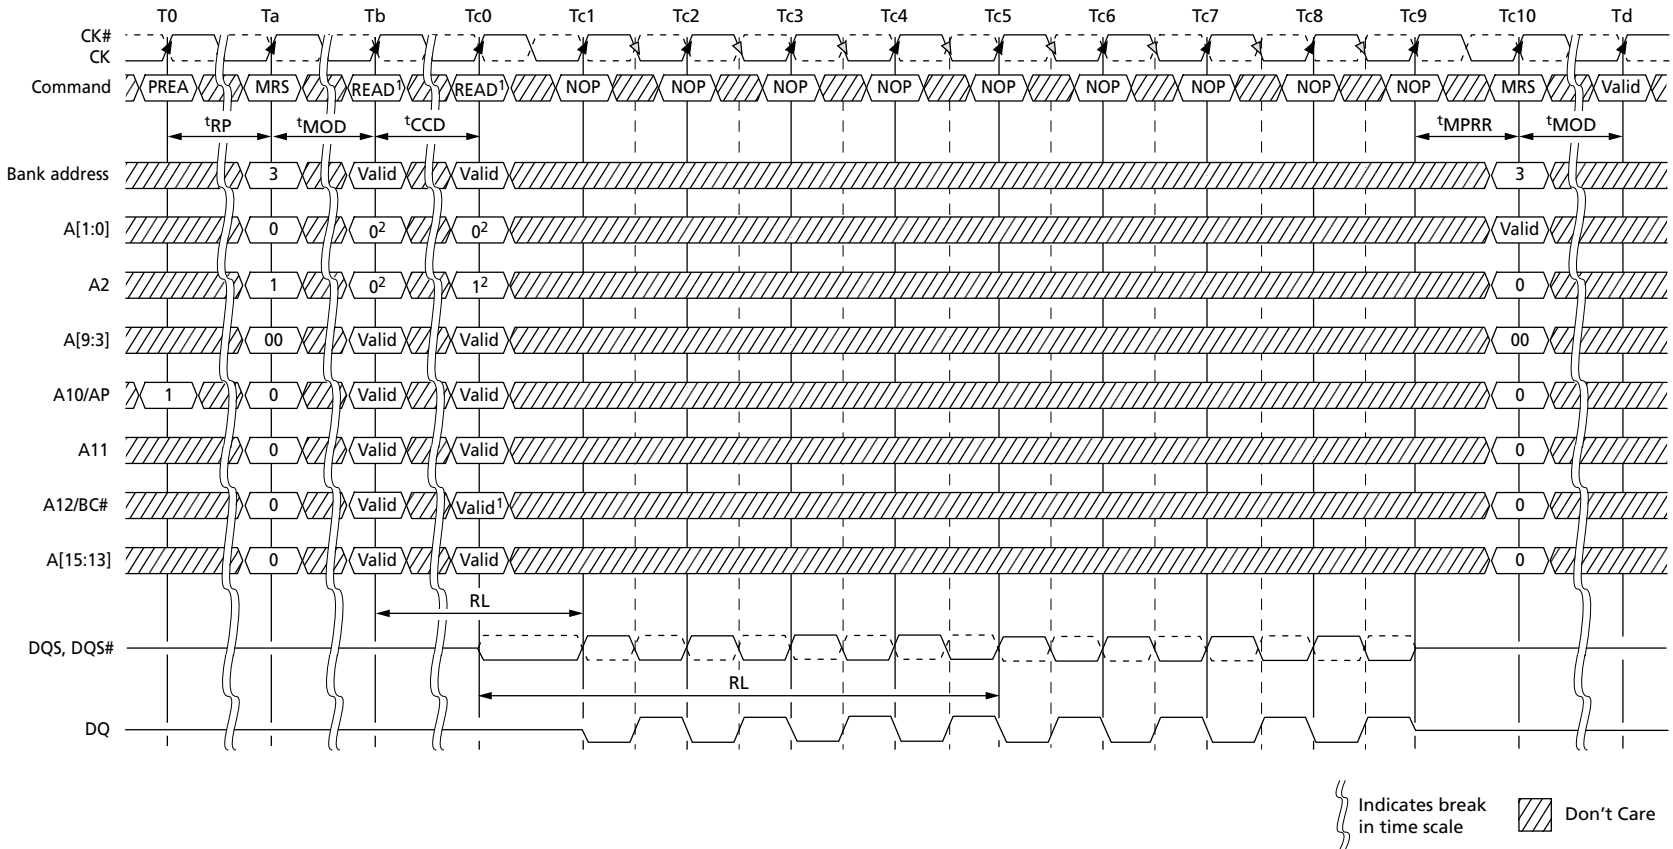 T0 Ta Tb Tc0 Tc1 Tc2 Tc3 Tc4 Tc5 Tc6 Tc7 Tc8 Tc9 Tc10 Td
CK#
CK
Command PREA MRS READ1 READ1 NOP NOP NOP NOP NOP NOP NOP NOP NOP MRS Valid
tRP tMOD tCCD tMPRR tMOD
Bank address 3 Valid Valid 3
A[1:0] 0 02 02 Valid
A2 1 02 12 0
A[9:3] 00 Valid Valid 00
A10/AP 1 0 Valid Valid 0
A11 0 Valid Valid 0
A12/BC# 0 Valid Valid1 0
A[15:13] 0 Valid Valid 0
RL
DQS, DQS#
RL
DQ
Indicates break
in time scale
Don't Care